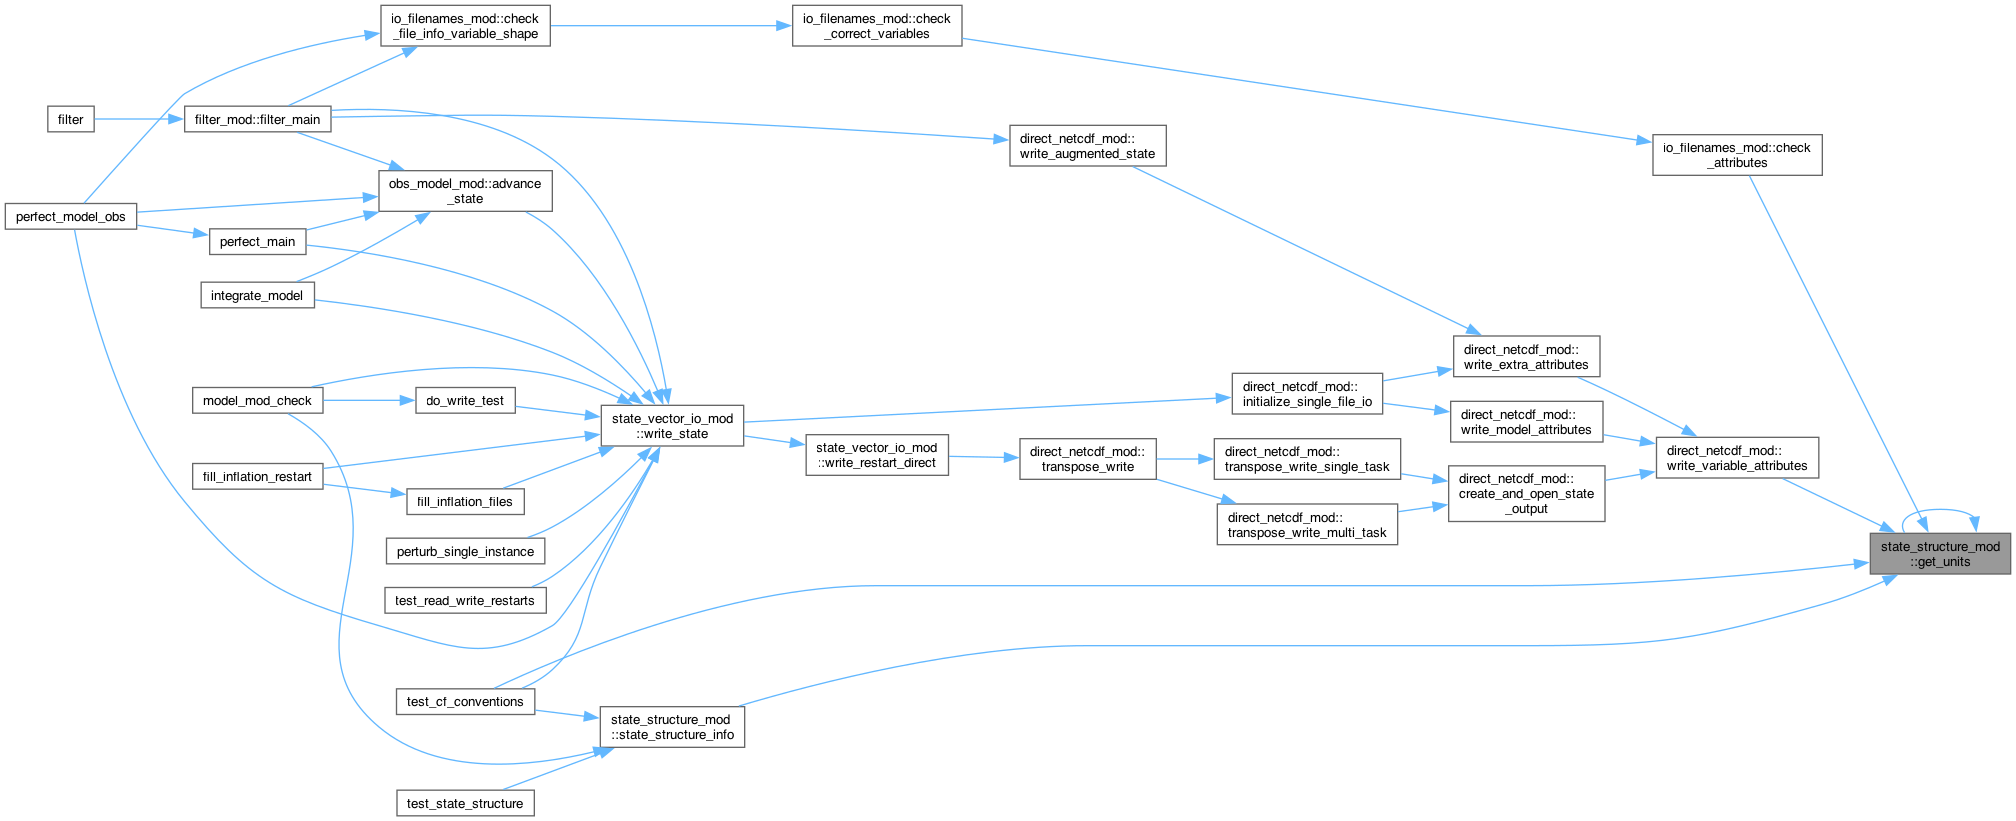 io_filenames_mod::check
_file_info_variable_shape
io_filenames_mod::check
_correct_variables
filter
filter_mod::filter_main
direct_netcdf_mod::
write_augmented_state
io_filenames_mod::check
_attributes
obs_model_mod::advance
_state
perfect_model_obs
perfect_main
integrate_model
direct_netcdf_mod::
write_extra_attributes
model_mod_check
do_write_test
state_vector_io_mod
::write_state
direct_netcdf_mod::
initialize_single_file_io
direct_netcdf_mod::
write_model_attributes
state_vector_io_mod
::write_restart_direct
direct_netcdf_mod::
transpose_write
direct_netcdf_mod::
transpose_write_single_task
direct_netcdf_mod::
write_variable_attributes
fill_inflation_restart
fill_inflation_files
direct_netcdf_mod::
create_and_open_state
_output
direct_netcdf_mod::
transpose_write_multi_task
state_structure_mod
::get_units
perturb_single_instance
test_read_write_restarts
test_cf_conventions
state_structure_mod
::state_structure_info
test_state_structure